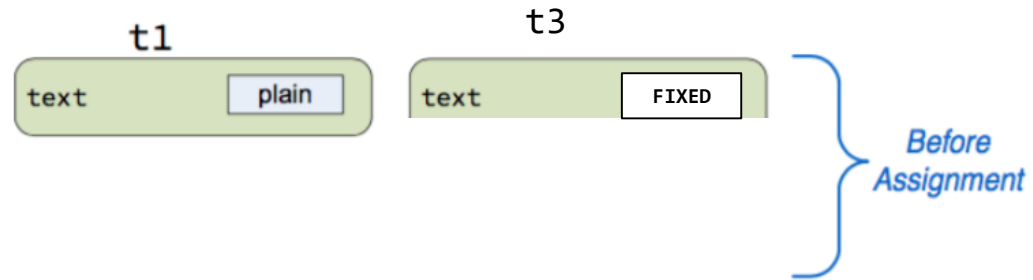 t1
text plain
t3
text FIXED
Before
Assignment